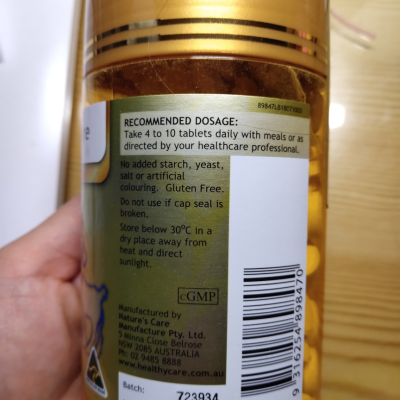 RECOMMENDED DOSAGE:
Take 4 to 10 tablets daily with meals or as
directed by your healthcare professional.
No added starch, yeast,
salt or artificial
colouring. Gluten Free.
Do not use if cap seal is
broken.
Store below 30°C in a
dry place away from
heat and direct
sunlight.
cGMP
Manufactured by
Nature's Care
Manufacture Pty. Ltd.
5 Minna Close Belrose
NSW 2085 AUSTRALIA
Ph: 02 9485 8888
www.healthycare.com.au
Batch: 723934
9 316254 898470